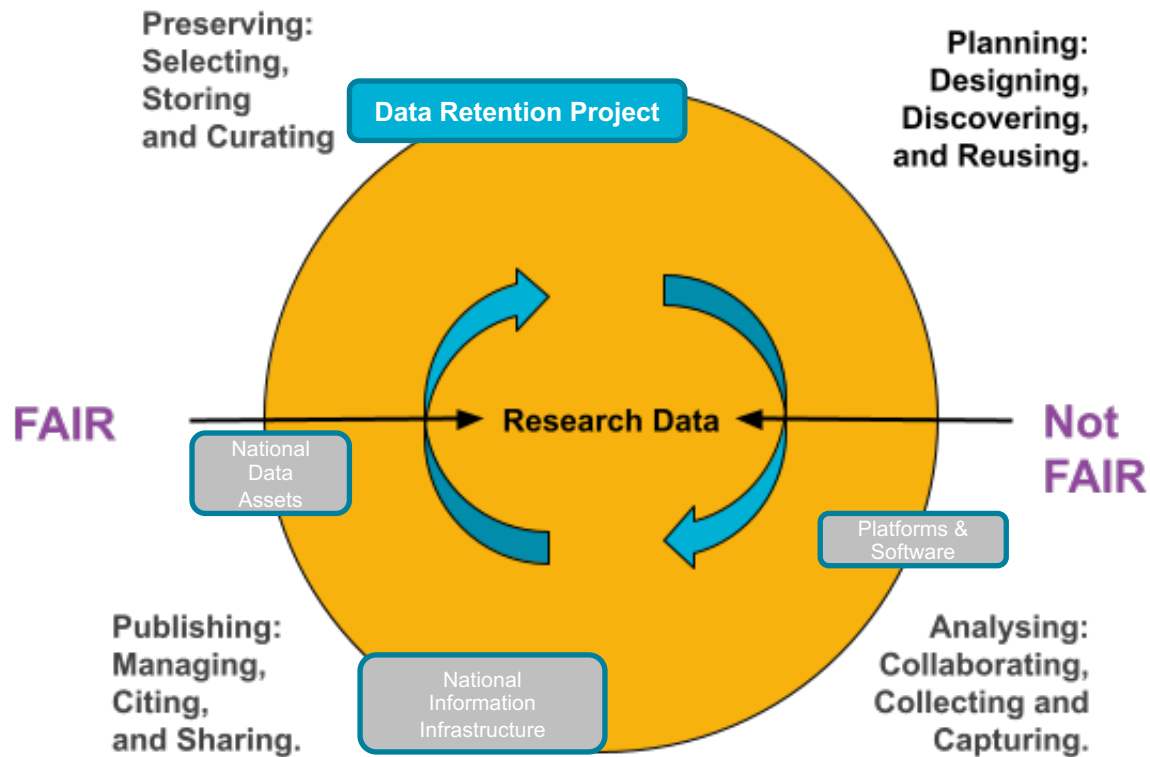 Preserving:
Selecting,
Storing
and Curating
Data Retention Project
Planning:
Designing,
Discovering,
and Reusing.
FAIR
Research Data
Not
FAIR
National
Data
Assets
Platforms &
Software
Publishing:
Managing,
Citing,
and Sharing.
National
Information
Infrastructure
Analysing:
Collaborating,
Collecting and
Capturing.